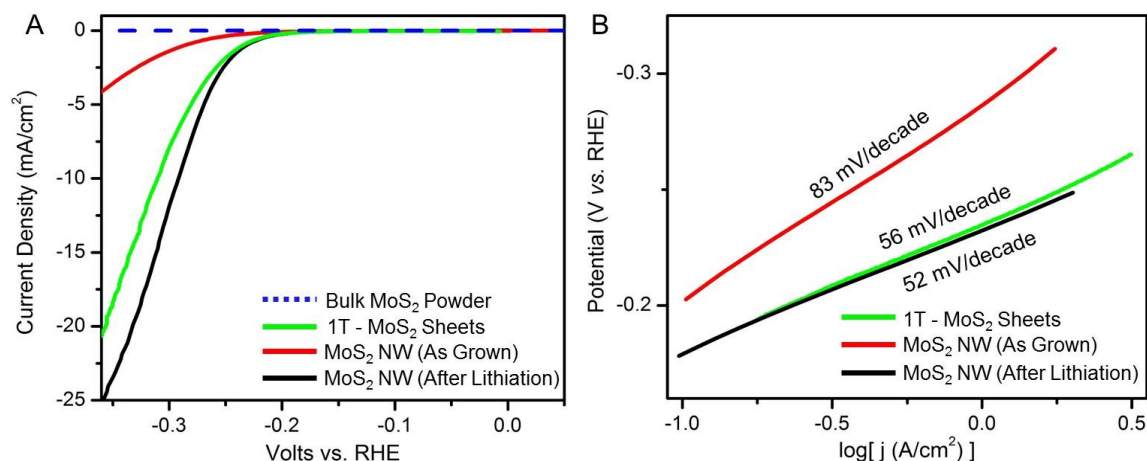 A
Current Density (mA/cm²)
0
-5
-10
-15
-20
-25
Bulk MoS₂ Powder
1T - MoS₂ Sheets
MoS₂ NW (As Grown)
MoS₂ NW (After Lithiation)
-0.3
-0.2
-0.1
0.0
Volts vs. RHE
B
Potential (V vs. RHE)
-0.3
-0.2
83 mV/decade
56 mV/decade
52 mV/decade
1T - MoS₂ Sheets
MoS₂ NW (As Grown)
MoS₂ NW (After Lithiation)
-1.0
-0.5
0.0
0.5
log[ j (A/cm²) ]